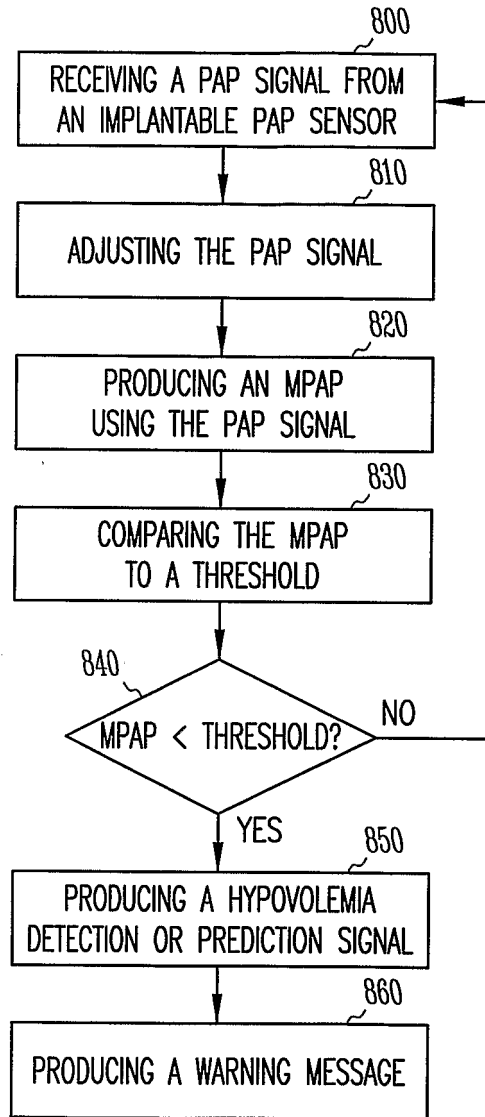 800
RECEIVING A PAP SIGNAL FROM
AN IMPLANTABLE PAP SENSOR
810
ADJUSTING THE PAP SIGNAL
820
PRODUCING AN MPAP
USING THE PAP SIGNAL
830
COMPARING THE MPAP
TO A THRESHOLD
840
MPAP < THRESHOLD?
NO
YES
850
PRODUCING A HYPOVOLEMIA
DETECTION OR PREDICTION SIGNAL
860
PRODUCING A WARNING MESSAGE